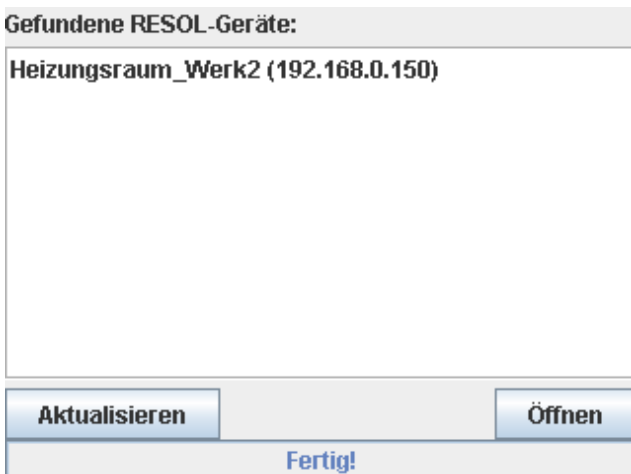 Gefundene RESOL-Geräte:
Heizungsraum_Werk2 (192.168.0.150)
Aktualisieren
Öffnen
Fertig!